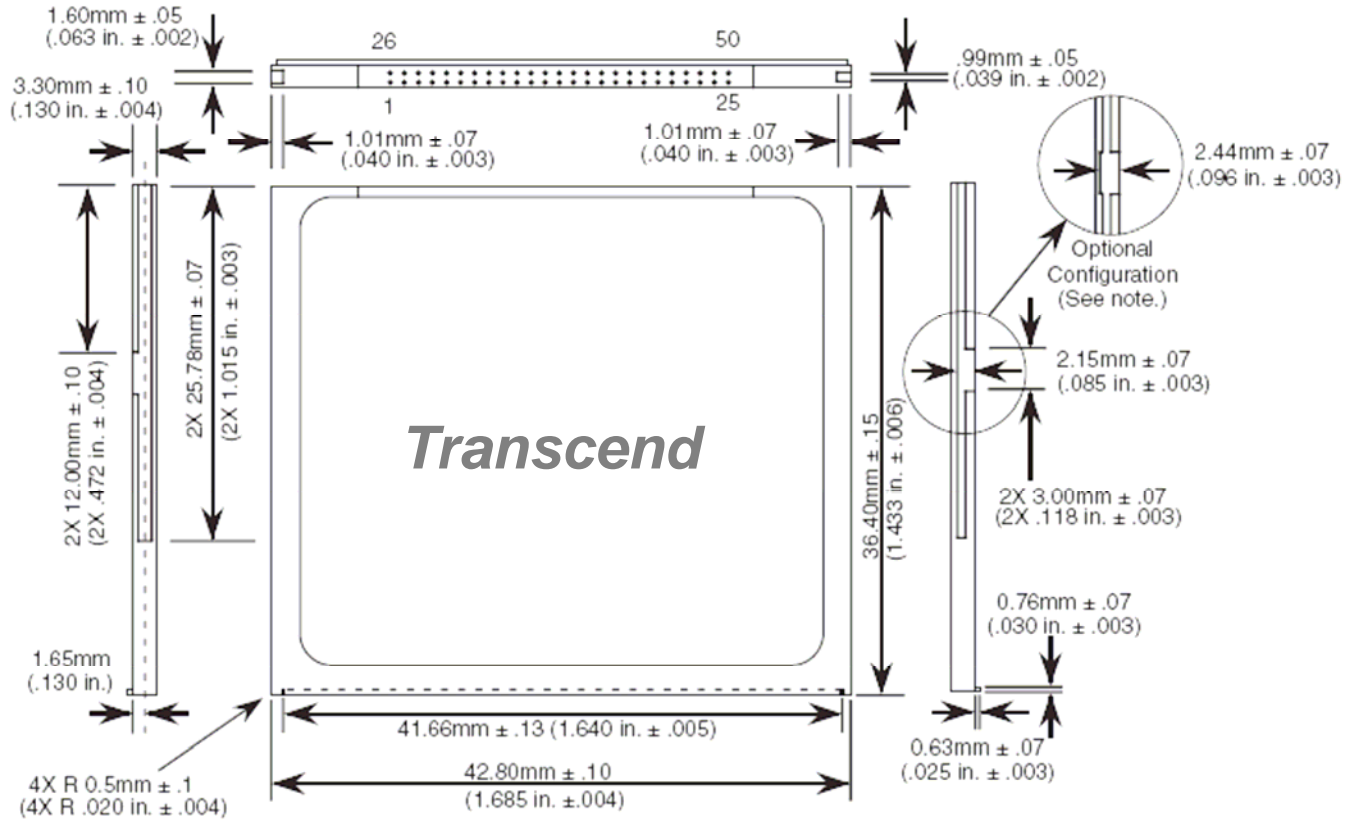 1.60mm ± .05
(.063 in. ± .002)
26
50
.99mm ± .05
(.039 in. ± .002)
3.30mm ± .10
(.130 in. ± .004)
1
25
1.01mm ± .07
(.040 in. ± .003)
1.01mm ± .07
(.040 in. ± .003)
2.44mm ± .07
(.096 in. ± .003)
Optional
Configuration
(See note.)
2X 12.00mm ± .10
(2X .472 in. ± .004)
2X 25.78mm ± .07
(2X 1.015 in. ± .003)
Transcend
36.40mm ± .15
(1.433 in. ± .006)
2.15mm ± .07
(.085 in. ± .003)
2X 3.00mm ± .07
(2X .118 in. ± .003)
0.76mm ± .07
(.030 in. ± .003)
1.65mm
(.130 in.)
41.66mm ± .13 (1.640 in. ± .005)
0.63mm ± .07
(.025 in. ± .003)
4X R 0.5mm ± .1
(4X R .020 in. ± .004)
42.80mm ± .10
(1.685 in. ±.004)